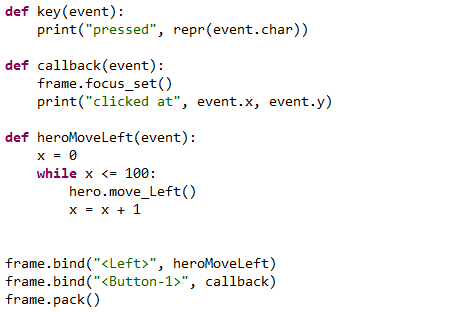 def key(event):
    print("pressed", repr(event.char))

def callback(event):
    frame.focus_set()
    print("clicked at", event.x, event.y)

def heroMoveLeft(event):
    x = 0
    while x <= 100:
        hero.move_Left()
        x = x + 1


frame.bind("<Left>", heroMoveLeft)
frame.bind("<Button-1>", callback)
frame.pack()